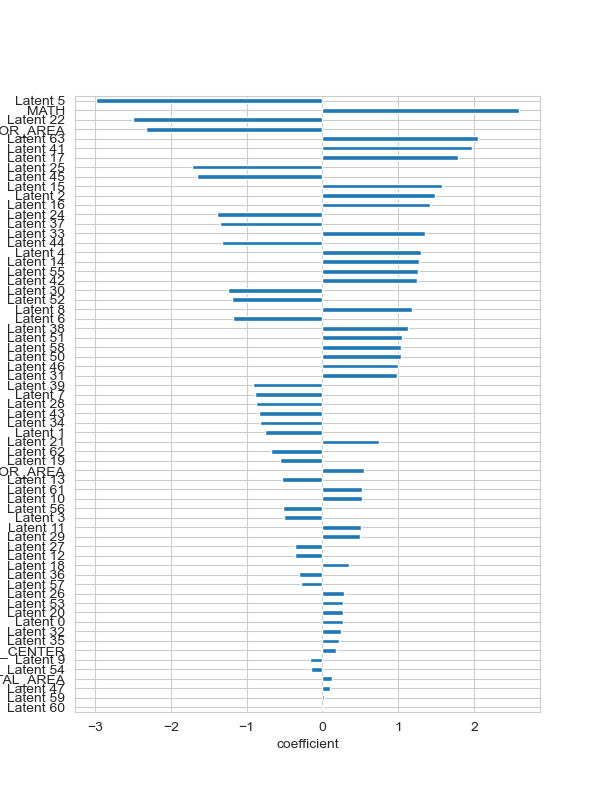 Latent 5
MATH
Latent 22
OR_AREA
Latent 63
Latent 41
Latent 17
Latent 25
Latent 45
Latent 15
Latent 2
Latent 16
Latent 24
Latent 37
Latent 33
Latent 44
Latent 4
Latent 14
Latent 55
Latent 42
Latent 30
Latent 52
Latent 8
Latent 6
Latent 38
Latent 51
Latent 58
Latent 50
Latent 46
Latent 31
Latent 39
Latent 7
Latent 28
Latent 43
Latent 34
Latent 1
Latent 21
Latent 62
Latent 19
OR_AREA
Latent 13
Latent 61
Latent 10
Latent 56
Latent 3
Latent 11
Latent 29
Latent 27
Latent 12
Latent 18
Latent 36
Latent 57
Latent 26
Latent 53
Latent 20
Latent 0
Latent 32
Latent 35
_CENTER
Latent 9
Latent 54
TAL_AREA
Latent 47
Latent 59
Latent 60
−3 −2 −1 0 1 2
coefficient